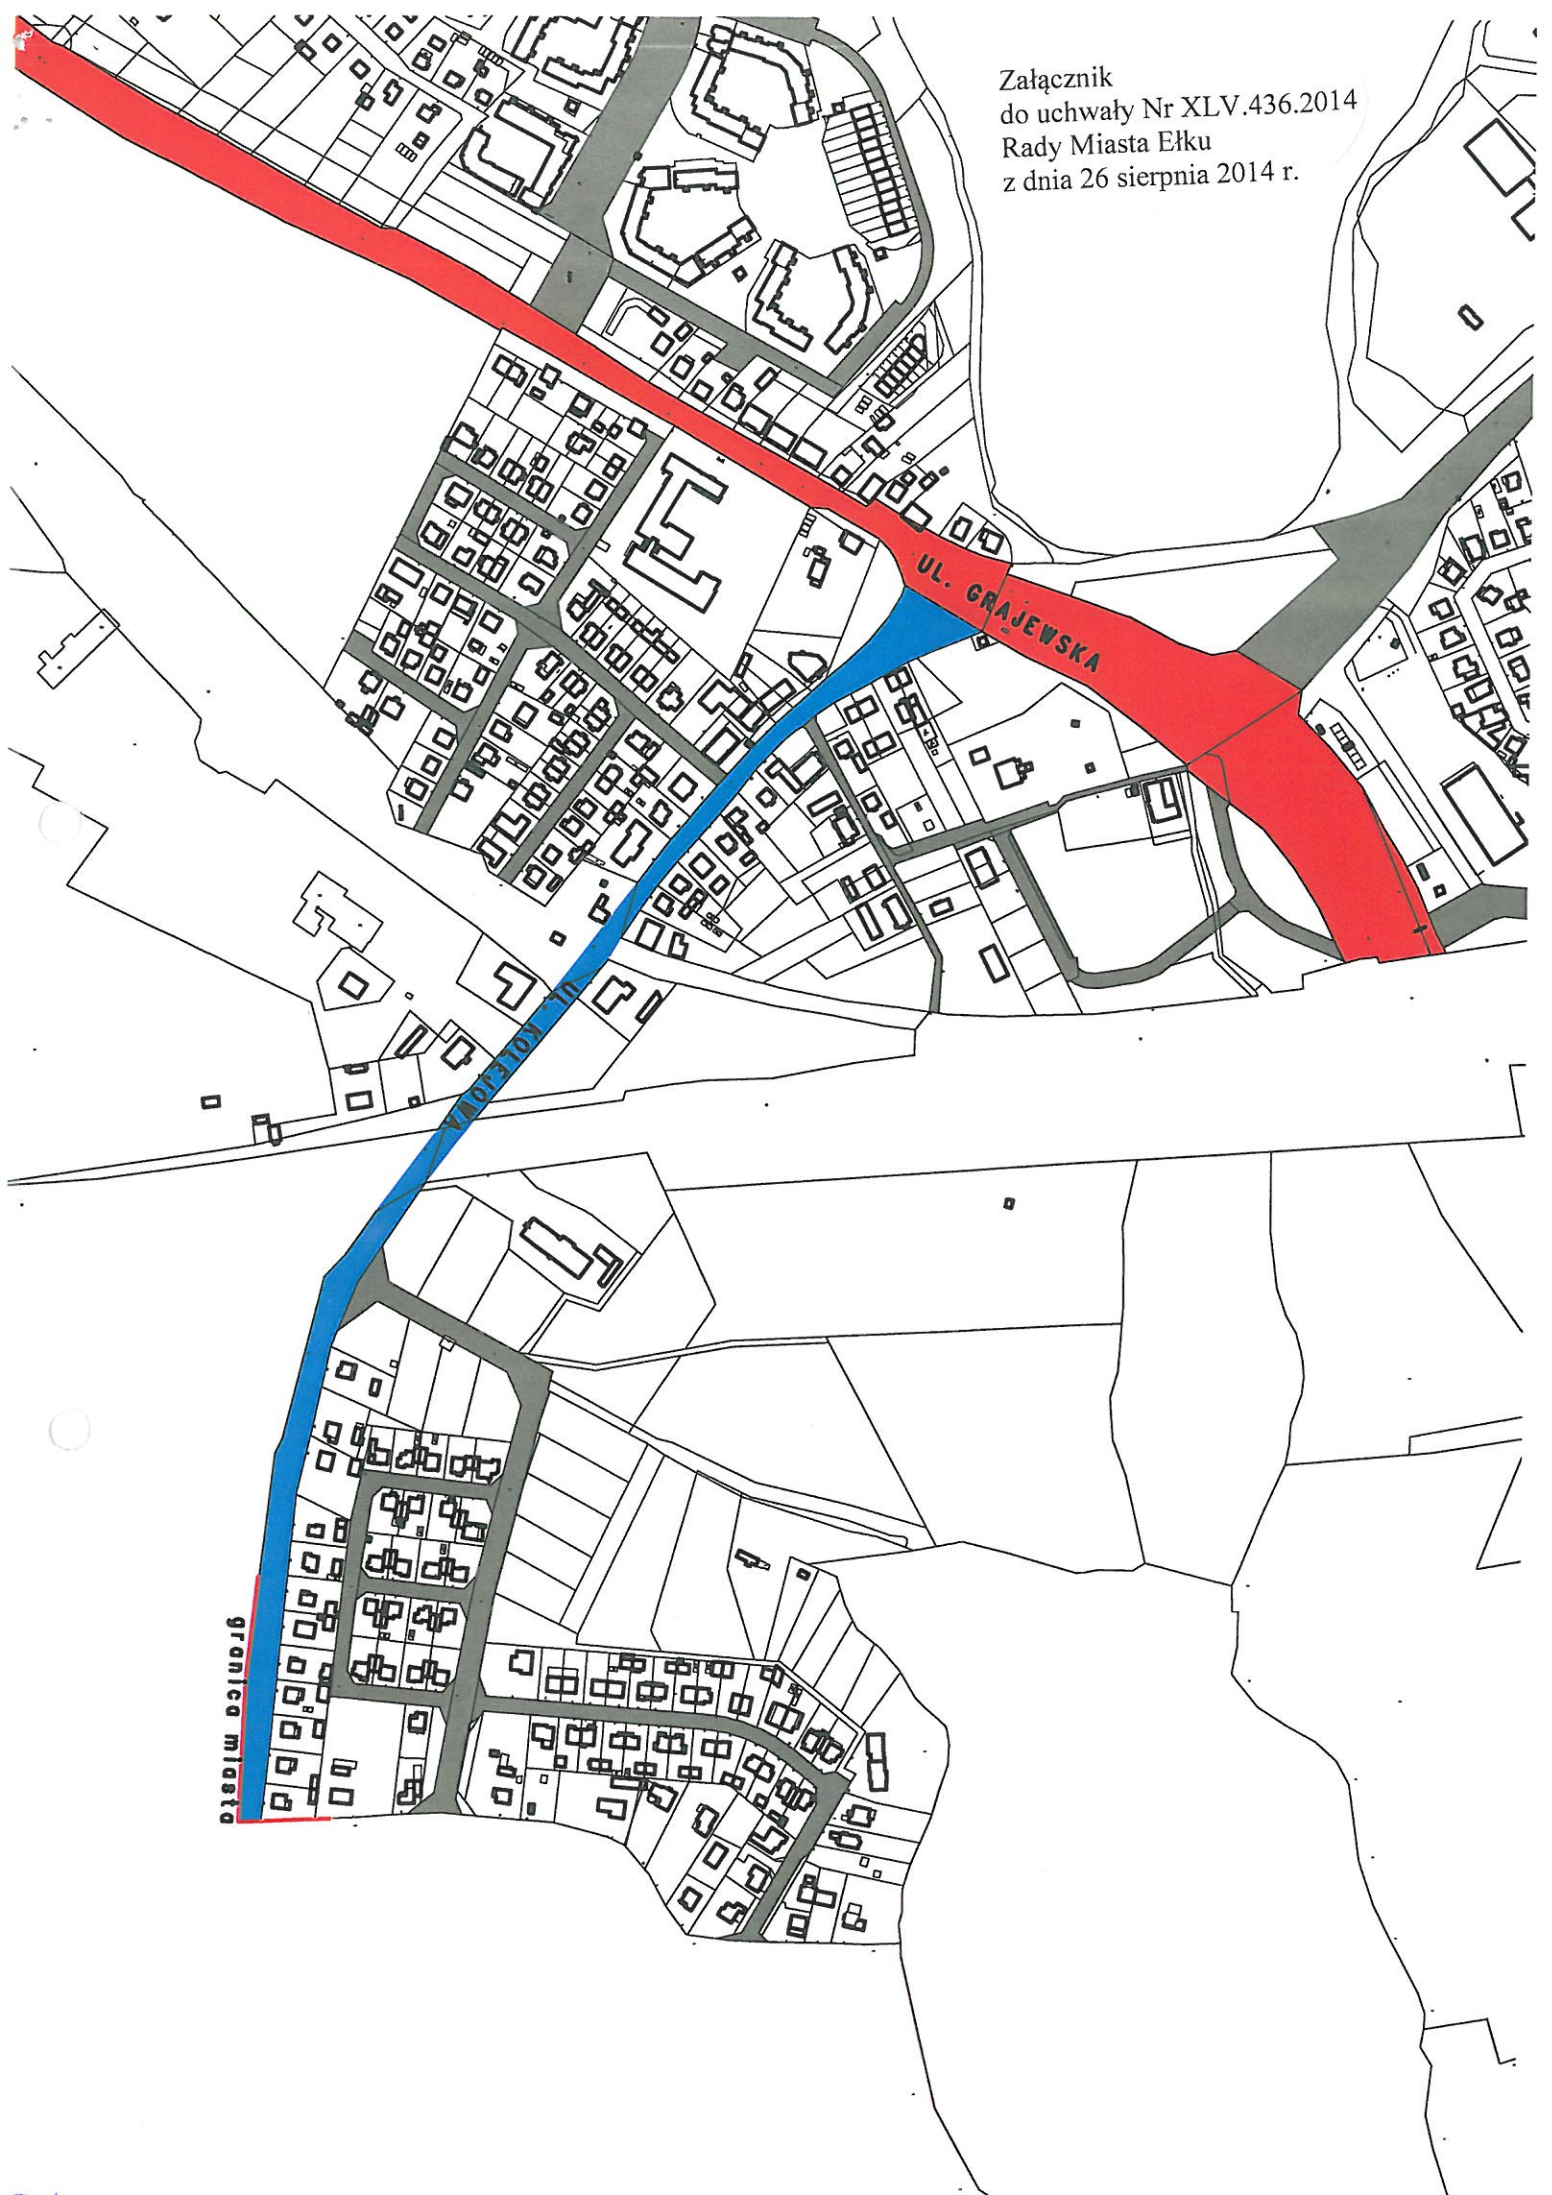 Załącznik
do uchwały Nr XLV.436.2014
Rady Miasta Ełku
z dnia 26 sierpnia 2014 r.
UL. GRAJEWSKA
UL KOLEJOWA
granica miasta